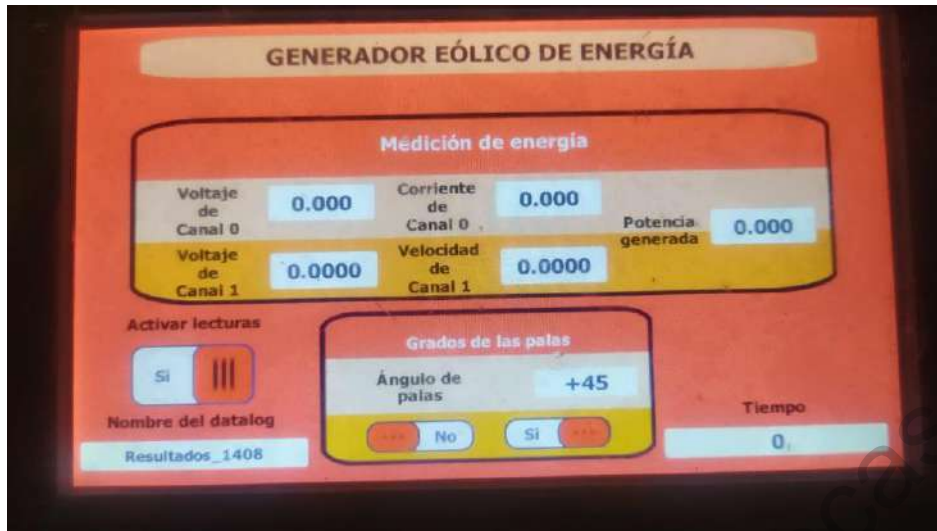 GENERADOR EÓLICO DE ENERGÍA
Medición de energía
Voltaje
de
Canal 0
0.000
Corriente
de
Canal 0
0.000
Voltaje
de
Canal 1
0.0000
Velocidad
de
Canal 1
0.0000
Potencia
generada
0.000
Activar lecturas
Si
Nombre del datalog
Resultados_1408
Grados de las palas
Ángulo de
palas
+45
No
Si
Tiempo
0